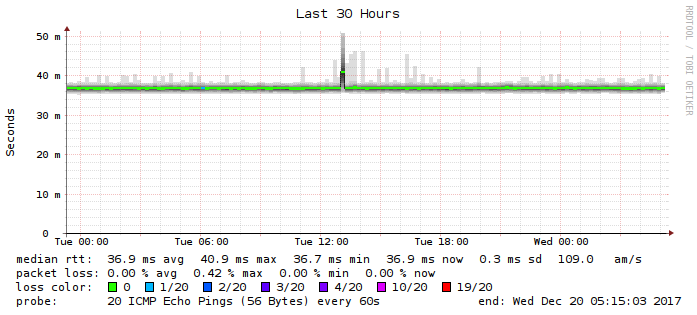 Last 30 Hours
RRDTOOL / TOBI OETIKER
Seconds
50 m
40 m
30 m
20 m
10 m
0
Tue 00:00 Tue 06:00 Tue 12:00 Tue 18:00 Wed 00:00
median rtt: 36.9 ms avg 40.9 ms max 36.7 ms min 36.9 ms now 0.3 ms sd 109.0 am/s
packet loss: 0.00 % avg 0.42 % max 0.00 % min 0.00 % now
loss color: 0 1/20 2/20 3/20 4/20 10/20 19/20
probe: 20 ICMP Echo Pings (56 Bytes) every 60s end: Wed Dec 20 05:15:03 2017